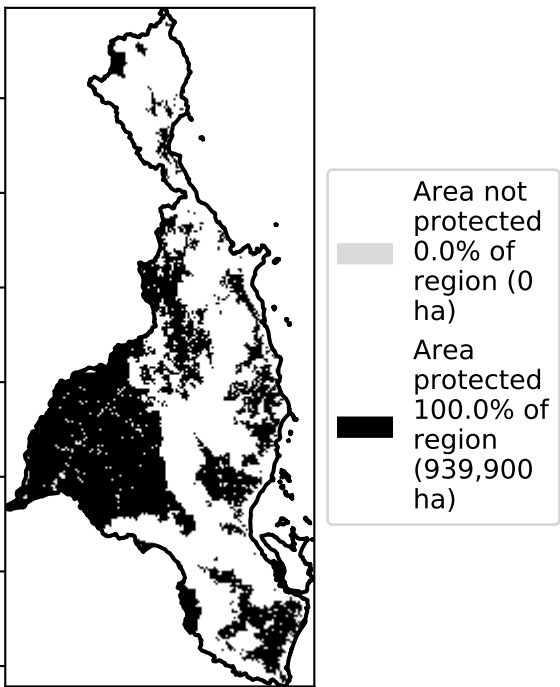 Area not
protected
0.0% of
region (0
ha)
Area
protected
100.0% of
region
(939,900
ha)